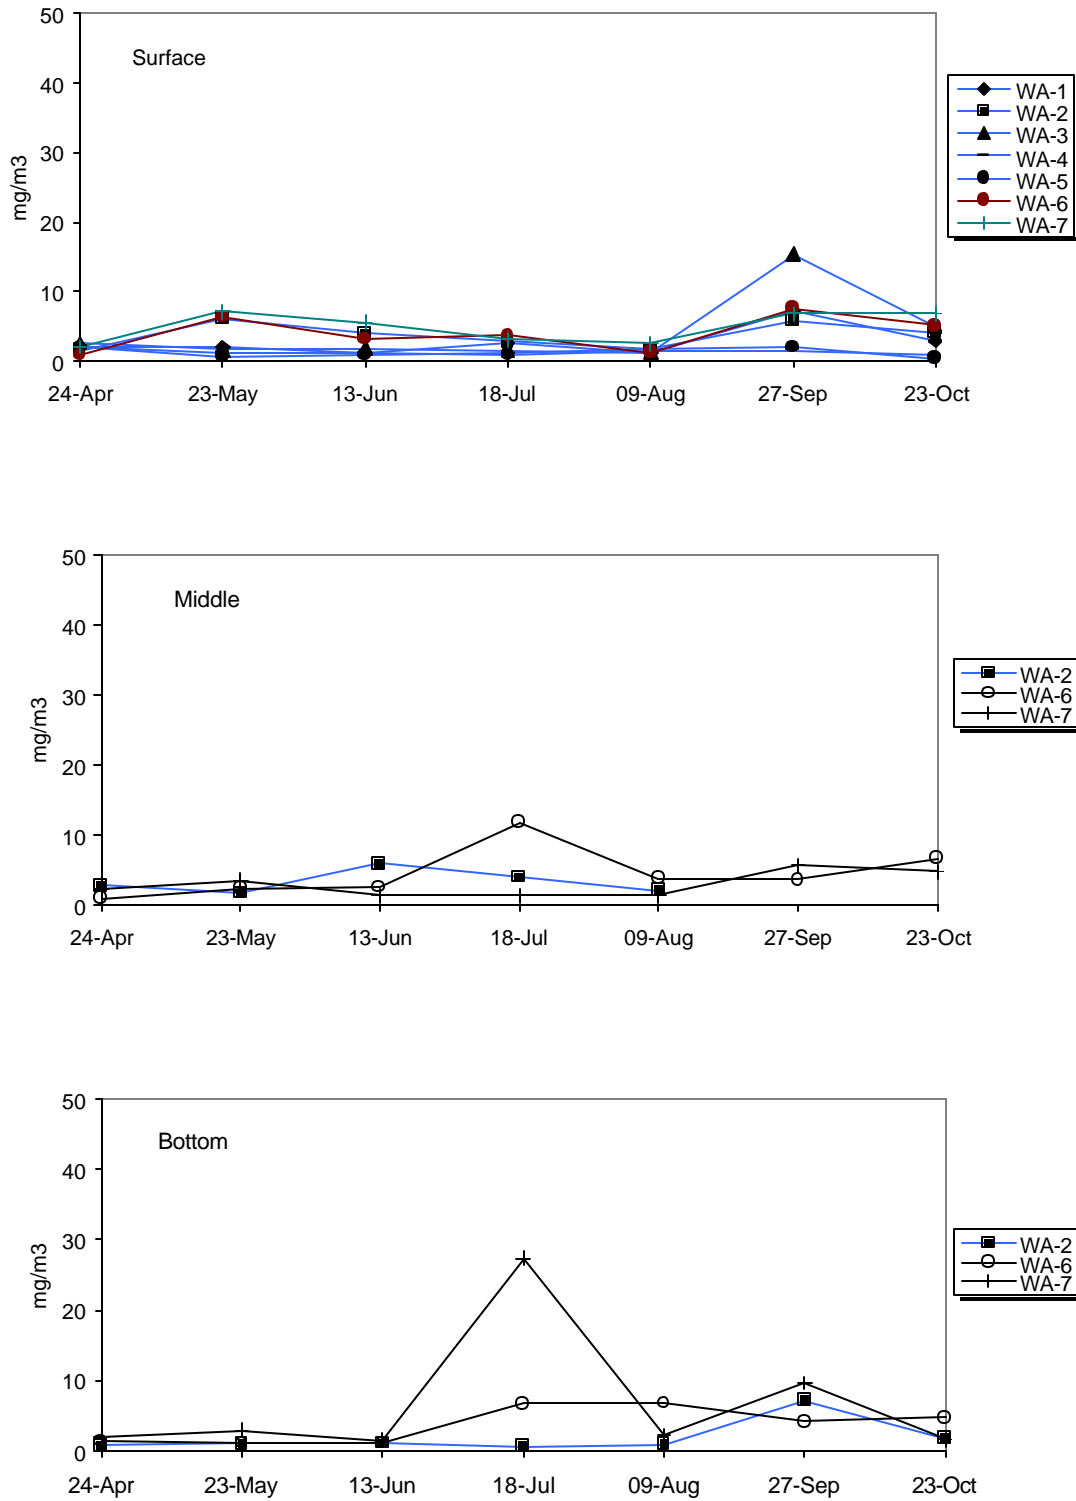 50
Surface
40
30
mg/m3
20
10
0
24-Apr 23-May 13-Jun 18-Jul 09-Aug 27-Sep 23-Oct
WA-1
WA-2
WA-3
WA-4
WA-5
WA-6
WA-7
50
Middle
40
30
mg/m3
20
10
0
24-Apr 23-May 13-Jun 18-Jul 09-Aug 27-Sep 23-Oct
WA-2
WA-6
WA-7
50
Bottom
40
30
mg/m3
20
10
0
24-Apr 23-May 13-Jun 18-Jul 09-Aug 27-Sep 23-Oct
WA-2
WA-6
WA-7